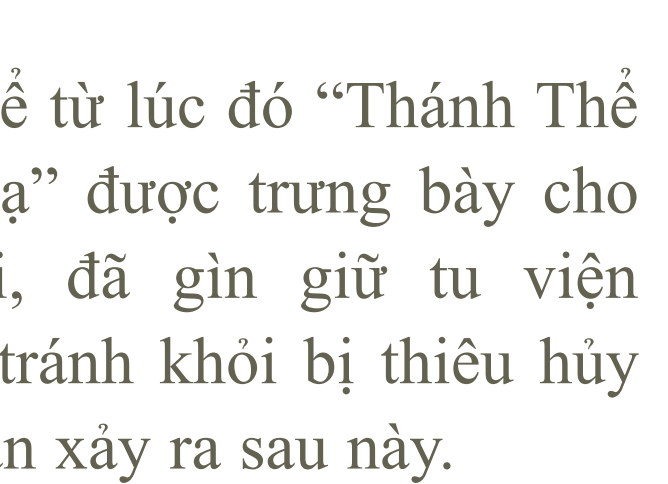 ể từ lúc đó “Thánh Thể
ạ” được trưng bày cho
i, đã gìn giữ tu viện
tránh khỏi bị thiêu hủy
n xảy ra sau này.